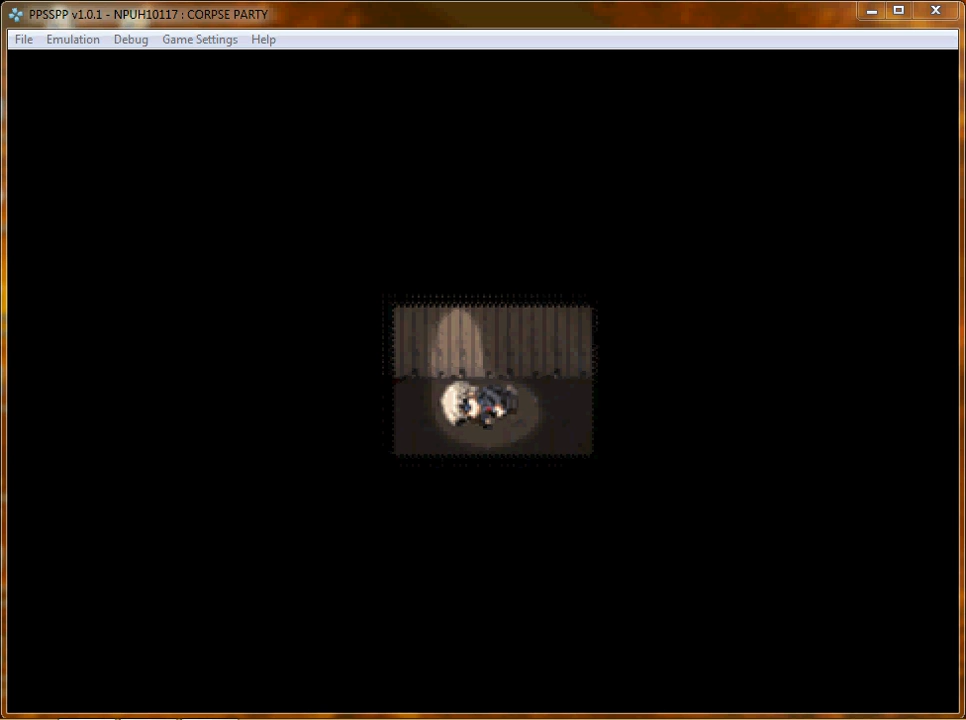 PPSSPP v1.0.1 - NPUH10117 : CORPSE PARTY
File Emulation Debug Game Settings Help